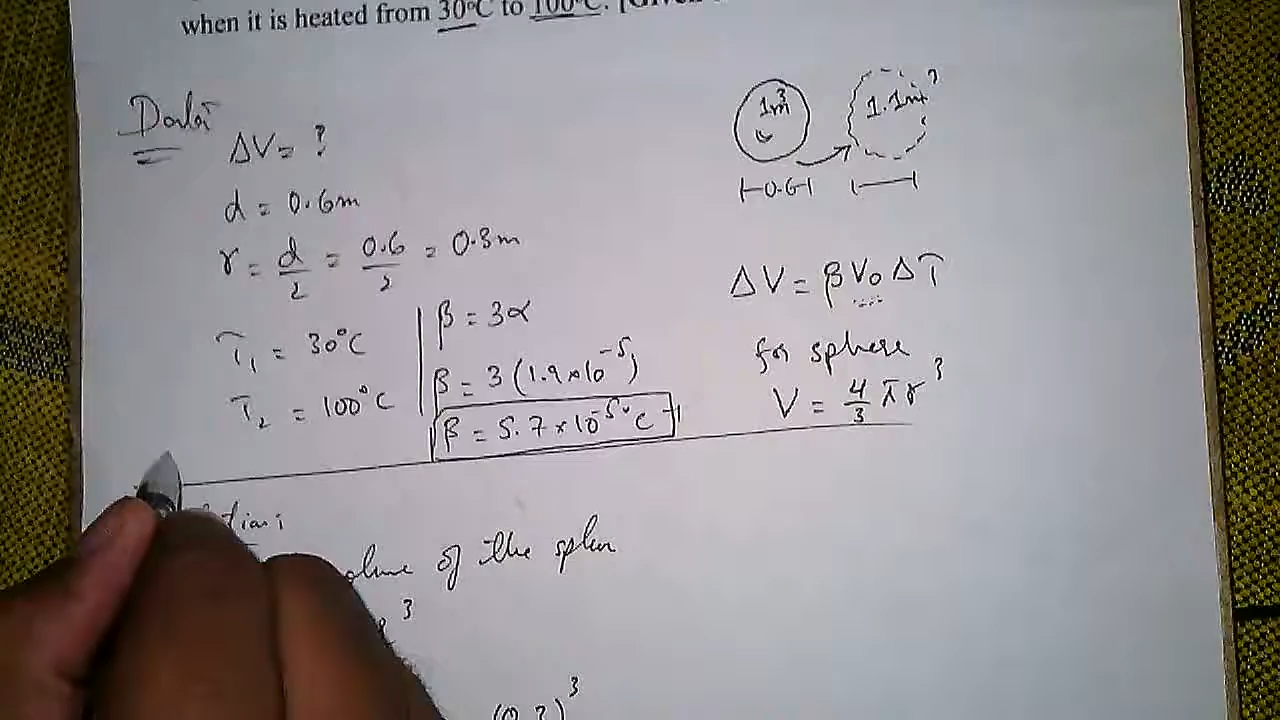 when it is heated from 30°C to 100°C.
Data
ΔV = ?
d = 0.6m
r = d/2 = 0.6/2 = 0.3m
T₁ = 30°C
T₂ = 100°C
β = 3α
β = 3 (1.9×10⁻⁵)
β = 5.7×10⁻⁵ °C⁻¹
1m³
1.1m³
0.6
ΔV = β V₀ ΔT
for sphere
V = 4/3 πr³
of the spher
3
(0.3)³